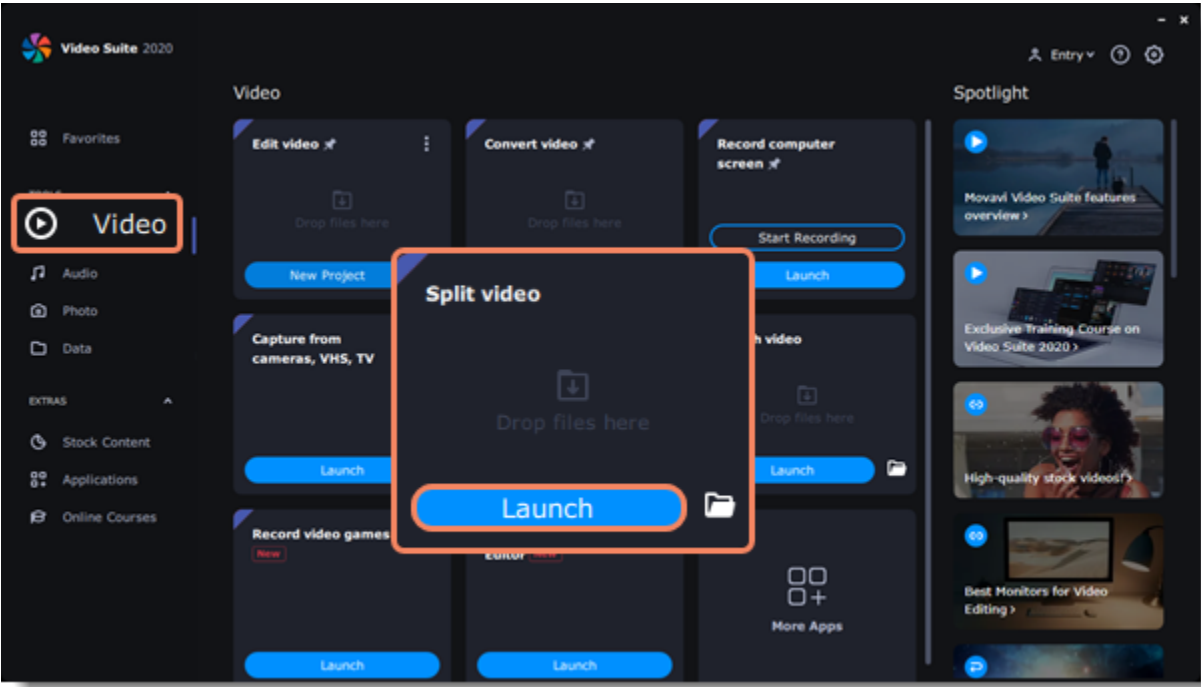 Video Suite 2020
Entry
Video
Spotlight
Favorites
Video
Audio
Photo
Data
EXTRAS
Stock Content
Applications
Online Courses
Edit video
Drop files here
New Project
Convert video
Drop files here
Record computer
screen
Start Recording
Launch
Capture from
cameras, VHS, TV
Launch
Split video
Drop files here
Launch
video
Drop files here
Launch
Record video games
New
Launch
Editor New
Launch
More Apps
Movavi Video Suite features
overview >
Exclusive Training Course on
Video Suite 2020 >
High-quality stock videos! >
Best Monitors for Video
Editing >